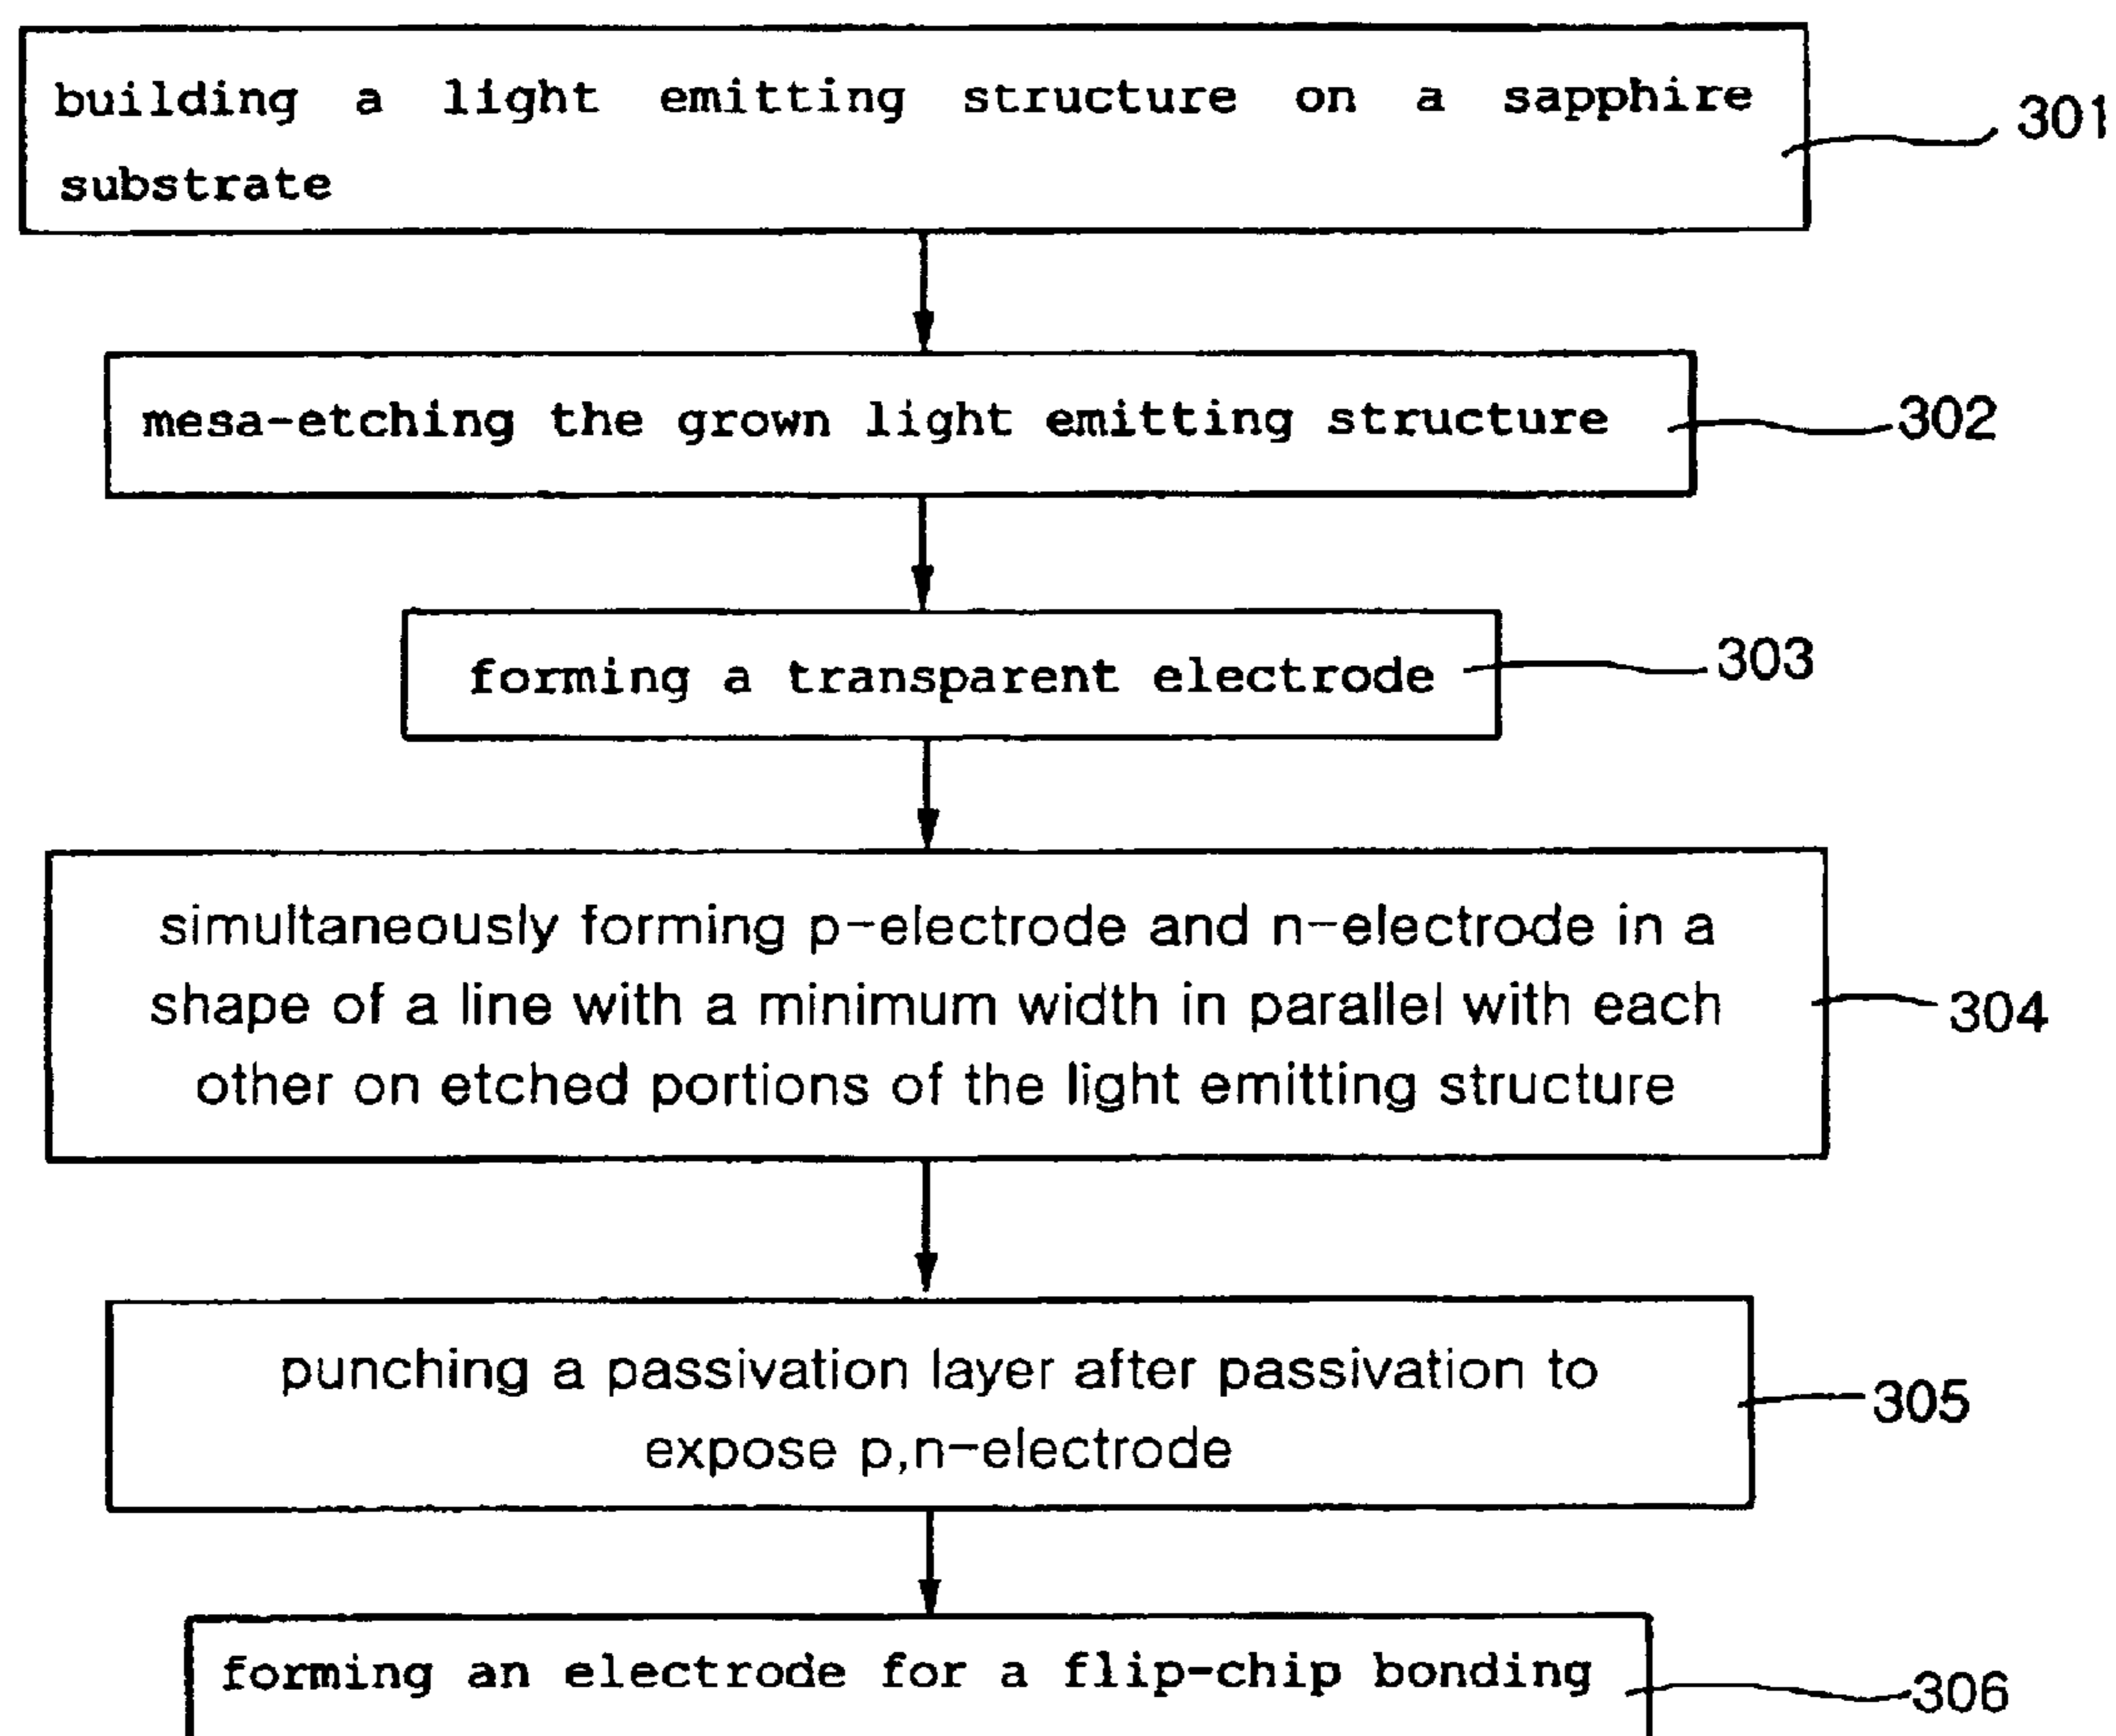 building a light emitting structure on a sapphire
substrate
301
mesa-etching the grown light emitting structure
302
forming a transparent electrode
303
simultaneously forming p-electrode and n-electrode in a
shape of a line with a minimum width in parallel with each
other on etched portions of the light emitting structure
304
punching a passivation layer after passivation to
expose p,n-electrode
305
forming an electrode for a flip-chip bonding
306